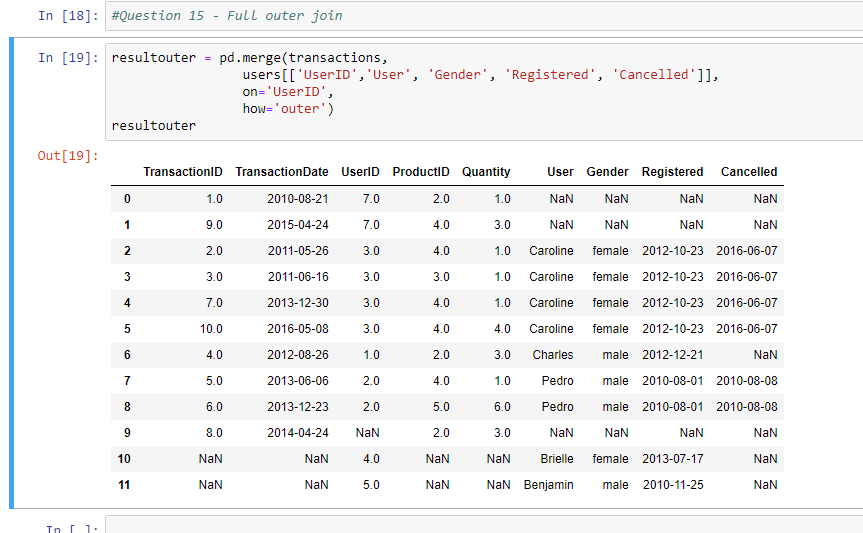 In [18]: #Question 15 - Full outer join
In [19]: resultouter = pd.merge(transactions,
users[['UserID','User', 'Gender', 'Registered', 'Cancelled']],
on='UserID',
how='outer')
resultouter
Out[19]:
TransactionID TransactionDate UserID ProductID Quantity User Gender Registered Cancelled
0 1.0 2010-08-21 7.0 2.0 1.0 NaN NaN NaN NaN
1 9.0 2015-04-24 7.0 4.0 3.0 NaN NaN NaN NaN
2 2.0 2011-05-26 3.0 4.0 1.0 Caroline female 2012-10-23 2016-06-07
3 3.0 2011-06-16 3.0 3.0 1.0 Caroline female 2012-10-23 2016-06-07
4 7.0 2013-12-30 3.0 4.0 1.0 Caroline female 2012-10-23 2016-06-07
5 10.0 2016-05-08 3.0 4.0 4.0 Caroline female 2012-10-23 2016-06-07
6 4.0 2012-08-26 1.0 2.0 3.0 Charles male 2012-12-21 NaN
7 5.0 2013-06-06 2.0 4.0 1.0 Pedro male 2010-08-01 2010-08-08
8 6.0 2013-12-23 2.0 5.0 6.0 Pedro male 2010-08-01 2010-08-08
9 8.0 2014-04-24 NaN 2.0 3.0 NaN NaN NaN NaN
10 NaN NaN 4.0 NaN NaN Brielle female 2013-07-17 NaN
11 NaN NaN 5.0 NaN NaN Benjamin male 2010-11-25 NaN
In [ ]: